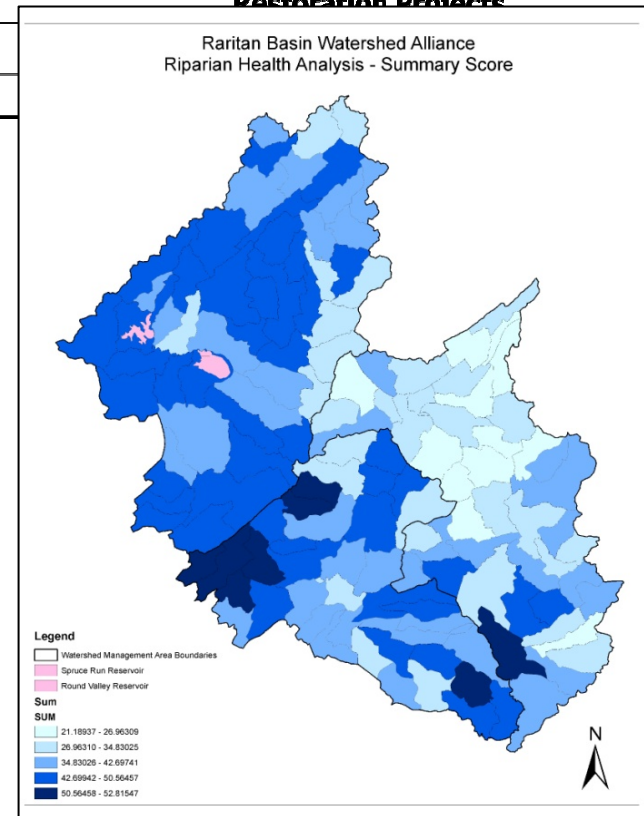 Restoration Projects
Raritan Basin Watershed Alliance
Riparian Health Analysis - Summary Score
Legend
Watershed Management Area Boundaries
Spruce Run Reservoir
Round Valley Reservoir
Sum
SUM
21.18937 - 26.96309
26.96310 - 34.83025
34.83026 - 42.69741
42.69942 - 50.56457
50.56458 - 52.81547
N